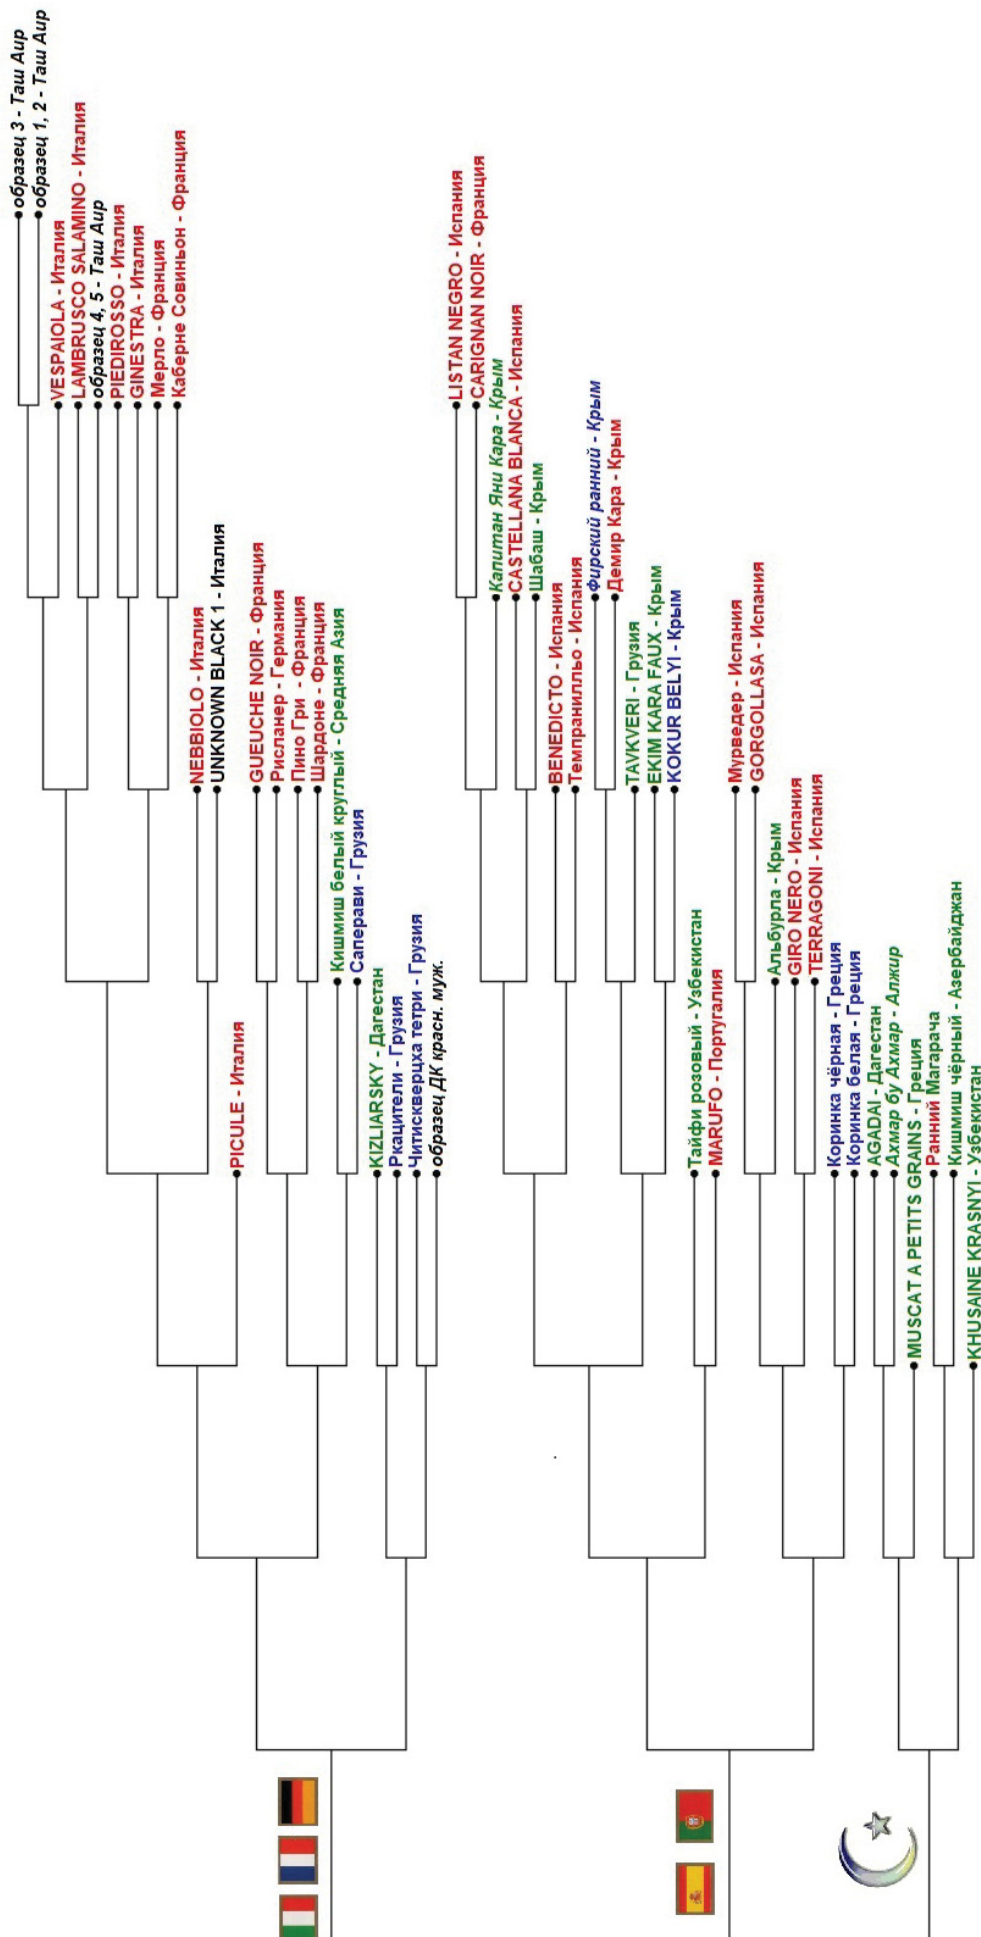 образец 3 - Таш Аир
образец 1, 2 - Таш Аир
VESPAIOLA - Италия
LAMBRUSCO SALAMINO - Италия
образец 4, 5 - Таш Аир
PIEDIROSSO - Италия
GINESTRA - Италия
Мерло - Франция
Каберне Совиньон - Франция
NEBBIOLO - Италия
UNKNOWN BLACK 1 - Италия
PICULE - Италия
GUEUCHE NOIR - Франция
Рисланер - Германия
Пино Гри - Франция
Шардоне - Франция
Кишмиш белый круглый - Средняя Азия
Саперави - Грузия
KIZLIARSKY - Дагестан
Ркацители - Грузия
Читискверцха тетри - Грузия
образец ДК красн. муж.
LISTAN NEGRO - Испания
CARIGNAN NOIR - Франция
Капитан Яни Кара - Крым
CASTELLANA BLANCA - Испания
Шабаш - Крым
BENEDICTO - Испания
Темпранилльо - Испания
Фирский ранний - Крым
Демир Кара - Крым
TAVKVERI - Грузия
EKIM KARA FAUX - Крым
KOKUR BELYI - Крым
Тайфи розовый - Узбекистан
MARUFO - Португалия
Мурведер - Испания
GORGOLLASA - Испания
Альбурла - Крым
GIRO NERO - Испания
TERRAGONI - Испания
Коринка чёрная - Греция
Коринка белая - Греция
AGADAI - Дагестан
Ахмар бу Ахмар - Алжир
MUSCAT A PETITS GRAINS - Греция
Ранний Магарача
Кишмиш чёрный - Азербайджан
KHUSAINE KRASNYI - Узбекистан